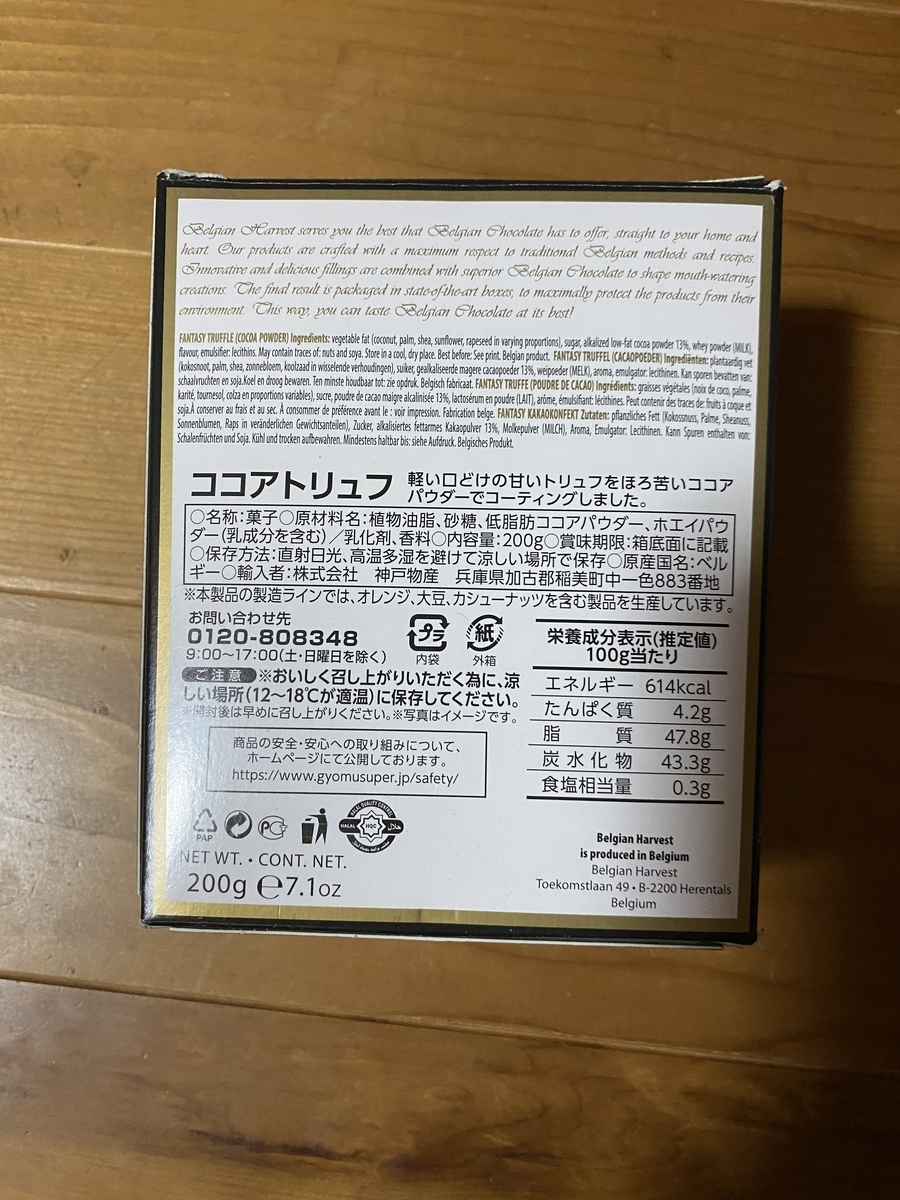 Belgian Harvest serves you the best that Belgian Chocolate has to offer, straight to your home and
heart. Our products are crafted with a maximum respect to traditional Belgian methods and recipes.
Innovative and delicious fillings are combined with superior Belgian Chocolate to shape mouth-watering
creations. The final result is packaged in state-of-the-art boxes, to maximally protect the products from their
environment. This way, you can taste Belgian Chocolate at its best!
FANTASY TRUFFLE (COCOA POWDER) Ingredients: vegetable fat (coconut, palm, shea, sunflower, rapeseed in varying proportions), sugar, alkalized low-fat cocoa powder 13%, whey powder (MILK),
flavour, emulsifier: lecithins. May contain traces of: nuts and soya. Store in a cool, dry place. Best before: See print. Belgian product. FANTASY TRUFFEL (CACAOPOEDER) Ingrediënten: plantaardig vet
(kokosnoot, palm, shea, zonnebloem, koolzaad in wisselende verhoudingen), suiker, gealkaliseerde magere cacaopoeder 13%, weipoeder (MELK), aroma, emulgator: lecithinen. Kan sporen bevatten van:
schaalvruchten en soja.Koel en droog bewaren. Ten minste houdbaar tot: zie opdruk. Belgisch fabricaat. FANTASY TRUFFE (POUDRE DE CACAO) Ingrédients: graisses végétales (noix de coco, palme,
karité, tournesol, colza en proportions variables), sucre, poudre de cacao maigre alcalinisée 13%, lactosérum en poudre (LAIT), arôme, émulsifiant: lécithines. Peut contenir des traces de: fruits à coque et
soja.À conserver au frais et au sec. À consommer de préférence avant le : voir impression. Fabrication belge. FANTASY KAKAOKONFEKT Zutaten: pflanzliches Fett (Kokosnuss, Palme, Sheanuss,
Sonnenblumen, Raps in veränderlichen Gewichtsanteilen), Zucker, alkalisiertes fettarmes Kakaopulver 13%, Molkepulver (MILCH), Aroma, Emulgator: Lecithinen. Kann Spuren enthalten von:
Schalenfrüchten und Soja. Kühl und trocken aufbewahren. Mindestens haltbar bis: siehe Aufdruck. Belgisches Produkt.
ココアトリュフ 軽い口どけの甘いトリュフをほろ苦いココア
パウダーでコーティングしました。
○名称:菓子○原材料名:植物油脂、砂糖、低脂肪ココアパウダー、ホエイパウ
ダー(乳成分を含む)/乳化剤、香料○内容量:200g○賞味期限:箱底面に記載
○保存方法:直射日光、高温多湿を避けて涼しい場所で保存○原産国名:ベル
ギー○輸入者:株式会社 神戸物産 兵庫県加古郡稲美町中一色883番地
※本製品の製造ラインでは、オレンジ、大豆、カシューナッツを含む製品を生産しています。
お問い合わせ先
0120-808348
9:00~17:00(土・日曜日を除く)
プラ
内袋
紙
外箱
ご注意 ※おいしく召し上がりいただく為に、涼
しい場所(12~18℃が適温)に保存してください。
※開封後は早めに召し上がりください。※写真はイメージです。
商品の安全・安心への取り組みについて、
ホームページにて公開しております。
https://www.gyomusuper.jp/safety/
栄養成分表示(推定値)
100g当たり
エネルギー 614kcal
たんぱく質 4.2g
脂質 47.8g
炭水化物 43.3g
食塩相当量 0.3g
PAP
HALAL QUALITY CONTROL
HALAL HQC حلال
NET WT. • CONT. NET.
200g ℮7.1oz
Belgian Harvest
is produced in Belgium
Belgian Harvest
Toekomstlaan 49 • B-2200 Herentals
Belgium